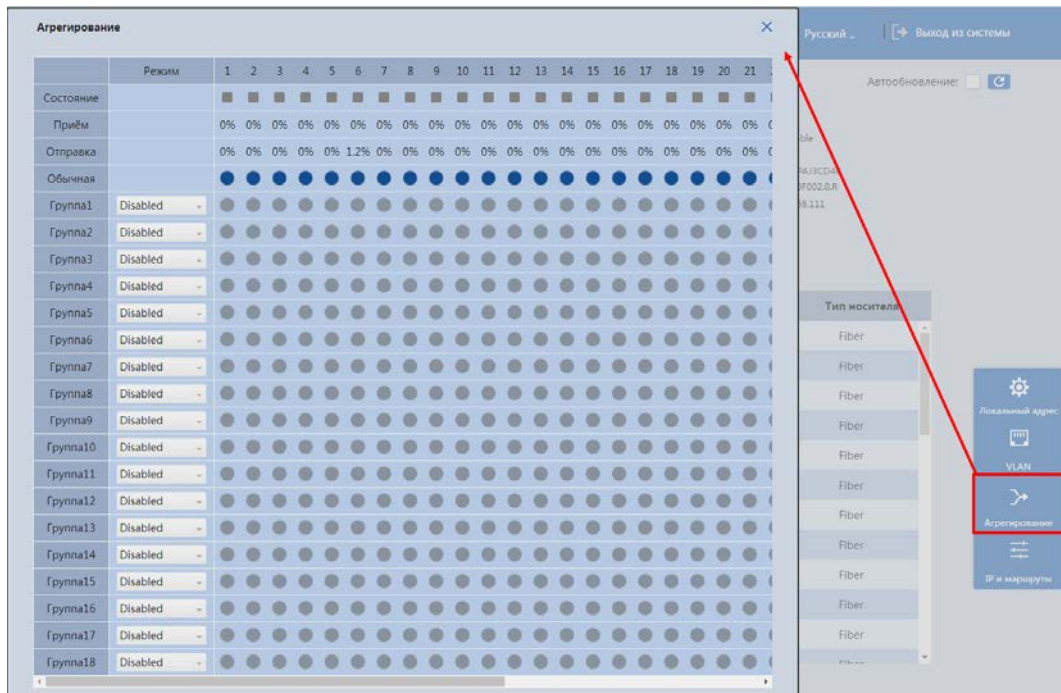 Агрегирование
Русский
Выход из системы
Автообновление:
Режим 1 2 3 4 5 6 7 8 9 10 11 12 13 14 15 16 17 18 19 20 21
Состояние
Приём 0% 0% 0% 0% 0% 0% 0% 0% 0% 0% 0% 0% 0% 0% 0% 0% 0% 0% 0% 0% 0%
Отправка 0% 0% 0% 0% 0% 1.2% 0% 0% 0% 0% 0% 0% 0% 0% 0% 0% 0% 0% 0% 0% 0%
Обычная
Группа1 Disabled
Группа2 Disabled
Группа3 Disabled
Группа4 Disabled
Группа5 Disabled
Группа6 Disabled
Группа7 Disabled
Группа8 Disabled
Группа9 Disabled
Группа10 Disabled
Группа11 Disabled
Группа12 Disabled
Группа13 Disabled
Группа14 Disabled
Группа15 Disabled
Группа16 Disabled
Группа17 Disabled
Группа18 Disabled
Тип носителя
Fiber
Fiber
Fiber
Fiber
Fiber
Fiber
Fiber
Fiber
Fiber
Fiber
Fiber
Локальный адрес
VLAN
Агрегирование
IP и маршруты